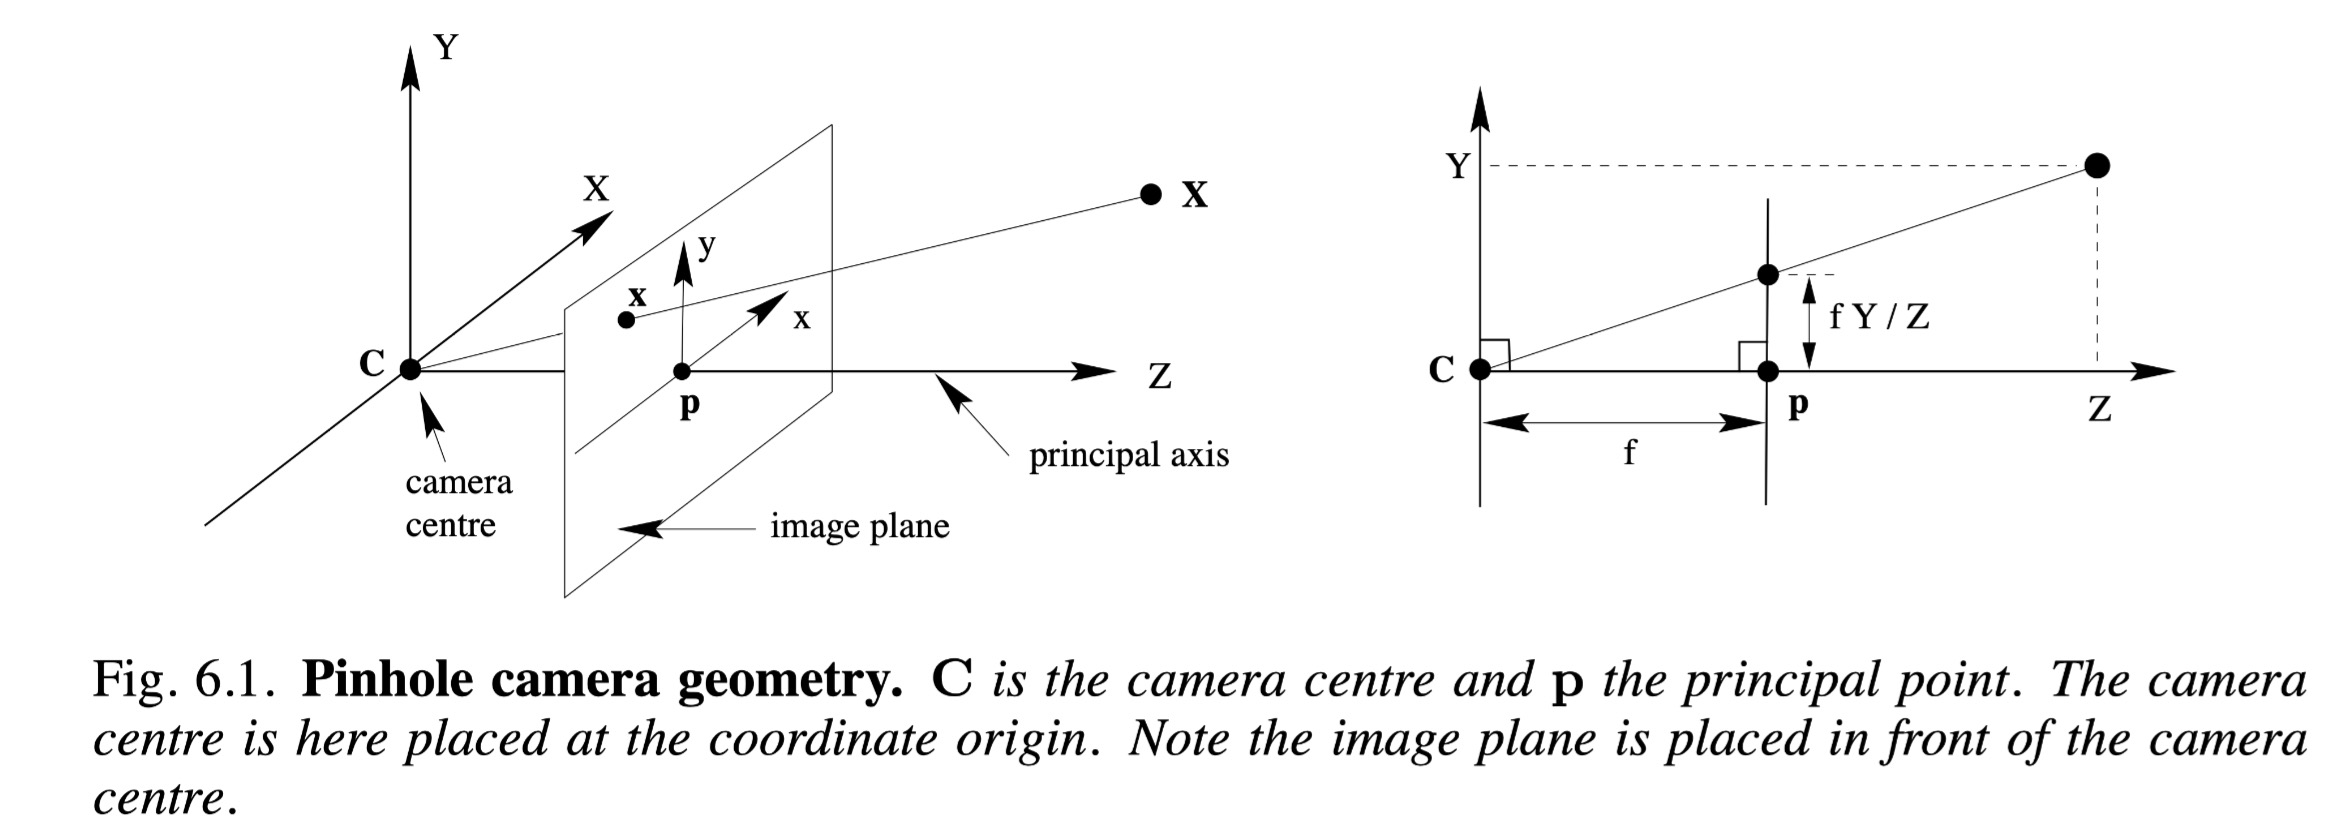 Y
X
X
y
x
x
C
Z
p
camera
centre
principal axis
image plane
Y
f Y / Z
C
p
Z
f
Fig. 6.1. Pinhole camera geometry. C is the camera centre and p the principal point. The camera
centre is here placed at the coordinate origin. Note the image plane is placed in front of the camera
centre.